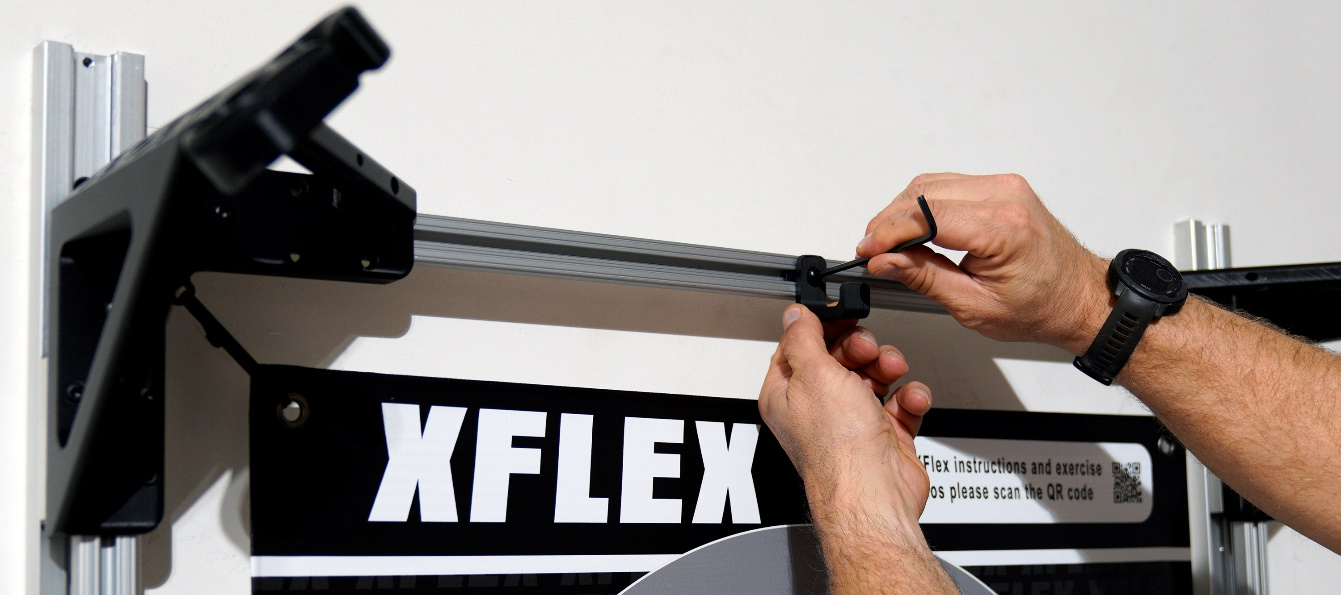 XFLEX
XFlex instructions and exercise
please scan the QR code